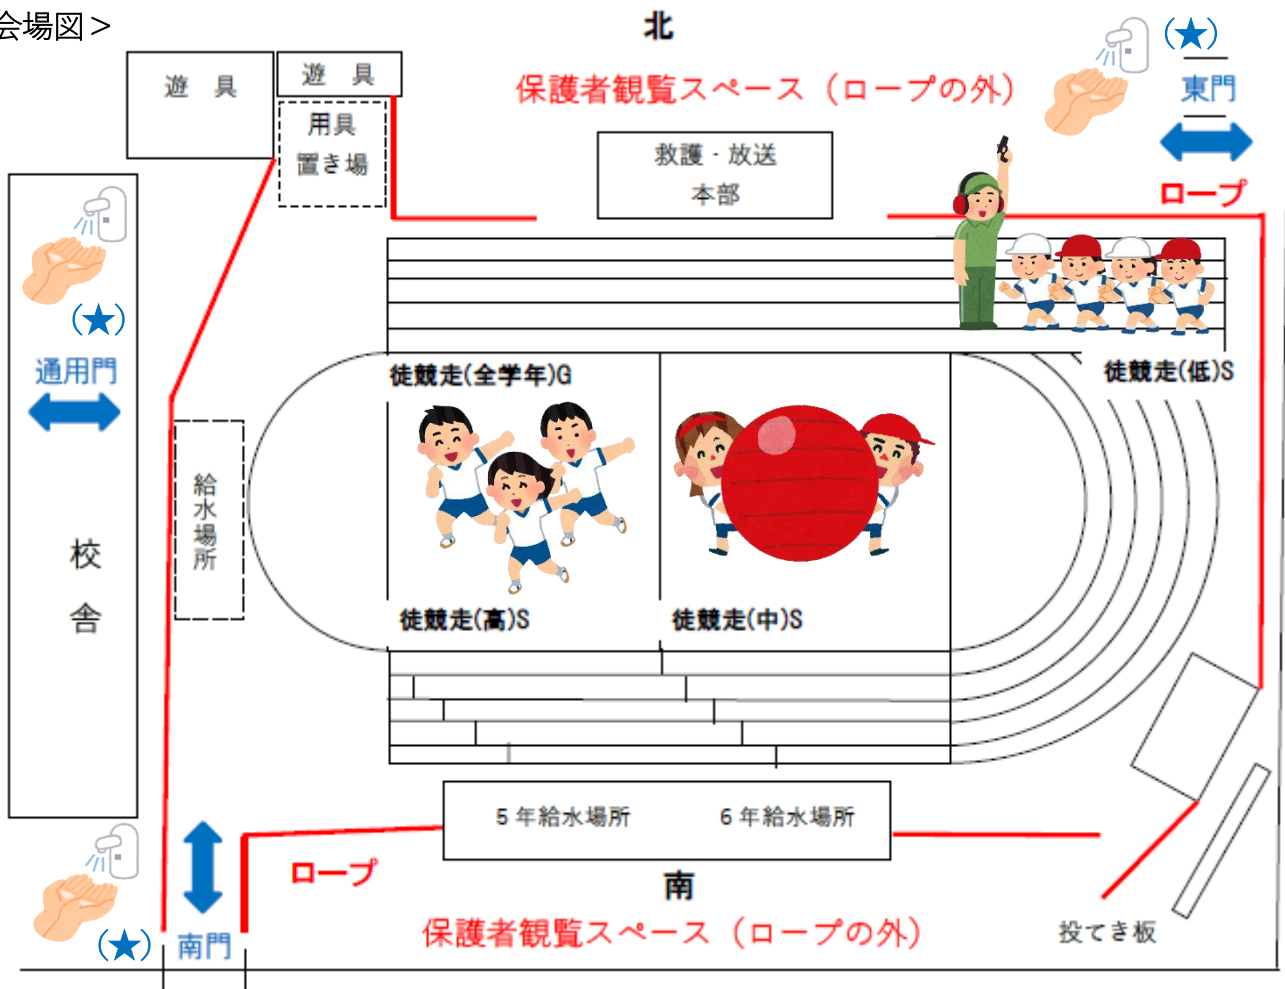 会場図＞
北
(★)
遊　具
遊　具
保護者観覧スペース（ロープの外）
東門
用具
置き場
救護・放送
本部
ロープ
(★)
通用門
徒競走(全学年)G
徒競走(低)S
給水場所
校
舎
徒競走(高)S
徒競走(中)S
５年給水場所
６年給水場所
ロープ
南
(★)
南門
保護者観覧スペース（ロープの外）
投てき板